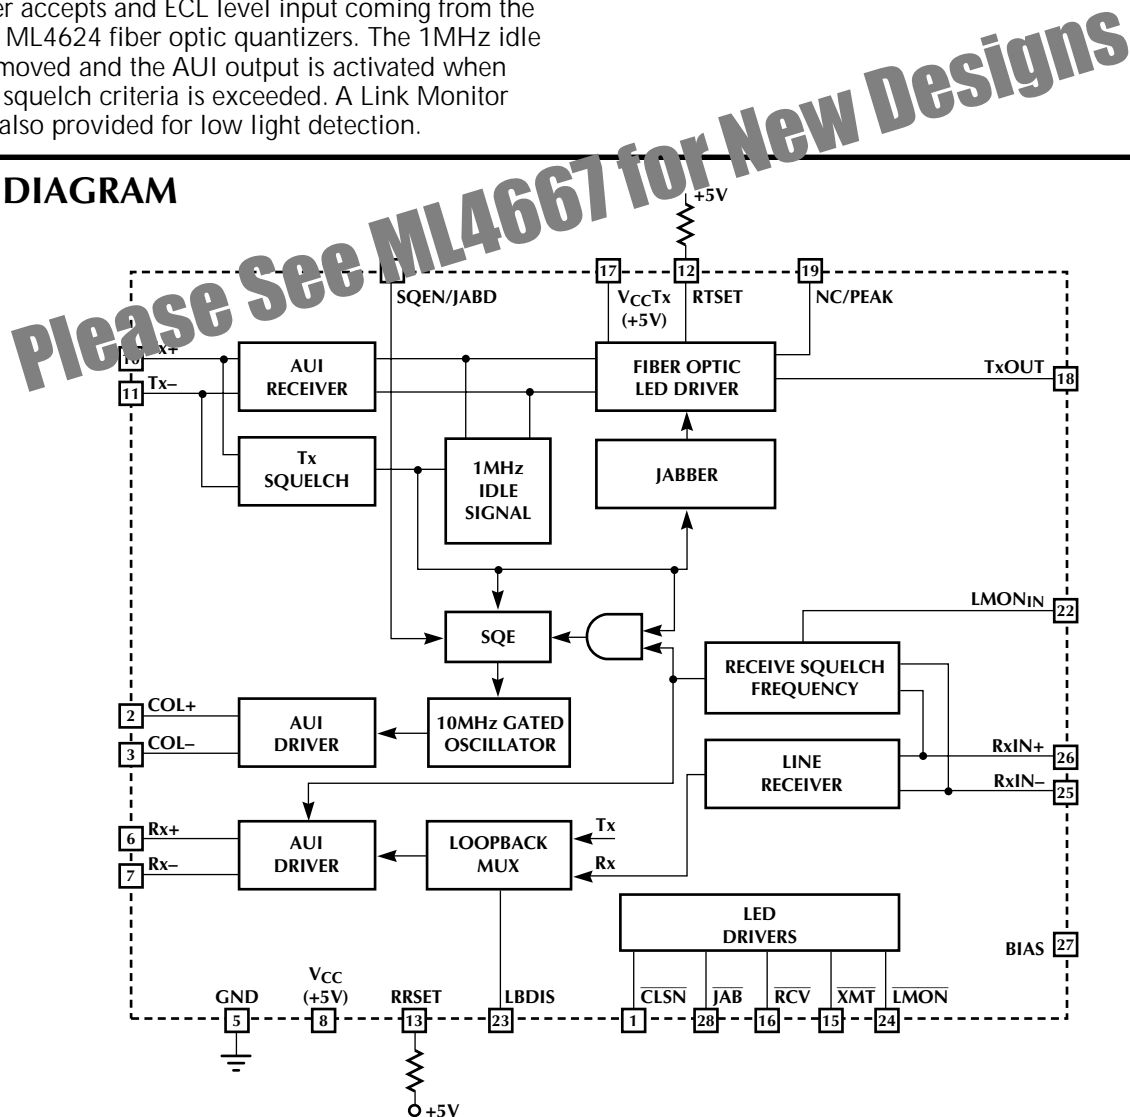 er accepts and ECL level input coming from the
ML4624 fiber optic quantizers. The 1MHz idle
moved and the AUI output is activated when
squelch criteria is exceeded. A Link Monitor
also provided for low light detection.
Please See ML4667 for New Designs
DIAGRAM
+5V
17
12
19
SQEN/JABD
VCCTx
(+5V)
RTSET
NC/PEAK
10
Tx–
11
AUI
RECEIVER
FIBER OPTIC
LED DRIVER
TxOUT
18
Tx
SQUELCH
1MHz
IDLE
SIGNAL
JABBER
LMONIN
22
SQE
RECEIVE SQUELCH
FREQUENCY
COL+
2
COL–
3
AUI
DRIVER
10MHz GATED
OSCILLATOR
LINE
RECEIVER
RxIN+
26
RxIN–
25
Rx+
6
Rx–
7
AUI
DRIVER
LOOPBACK
MUX
Tx
Rx
LED
DRIVERS
BIAS
27
GND
5
VCC
(+5V)
8
RRSET
13
LBDIS
23
CLSN
1
JAB
28
RCV
16
XMT
15
LMON
24
+5V